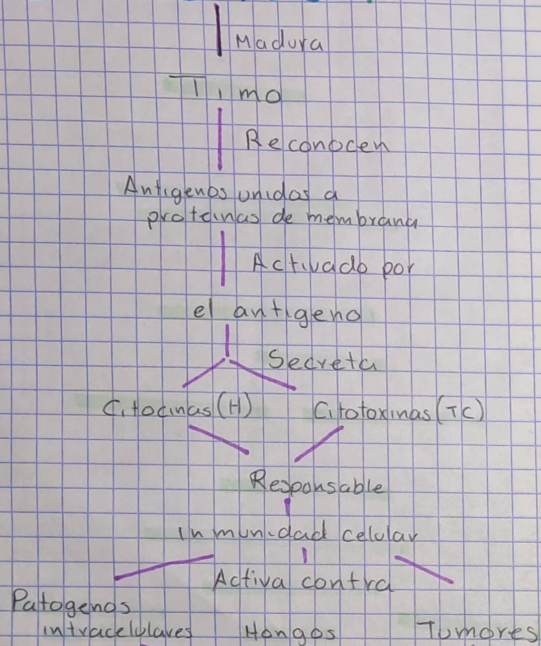 Madura
Timo
Reconocen
Antigenos unidas a
proteinas de membrana
Activado por
el antigeno
Secreta
Citocinas (H) Citotoxinas (TC)
Responsable
inmunidad celular
Activa contra
Patogenos
intracelulares Hongos Tumores